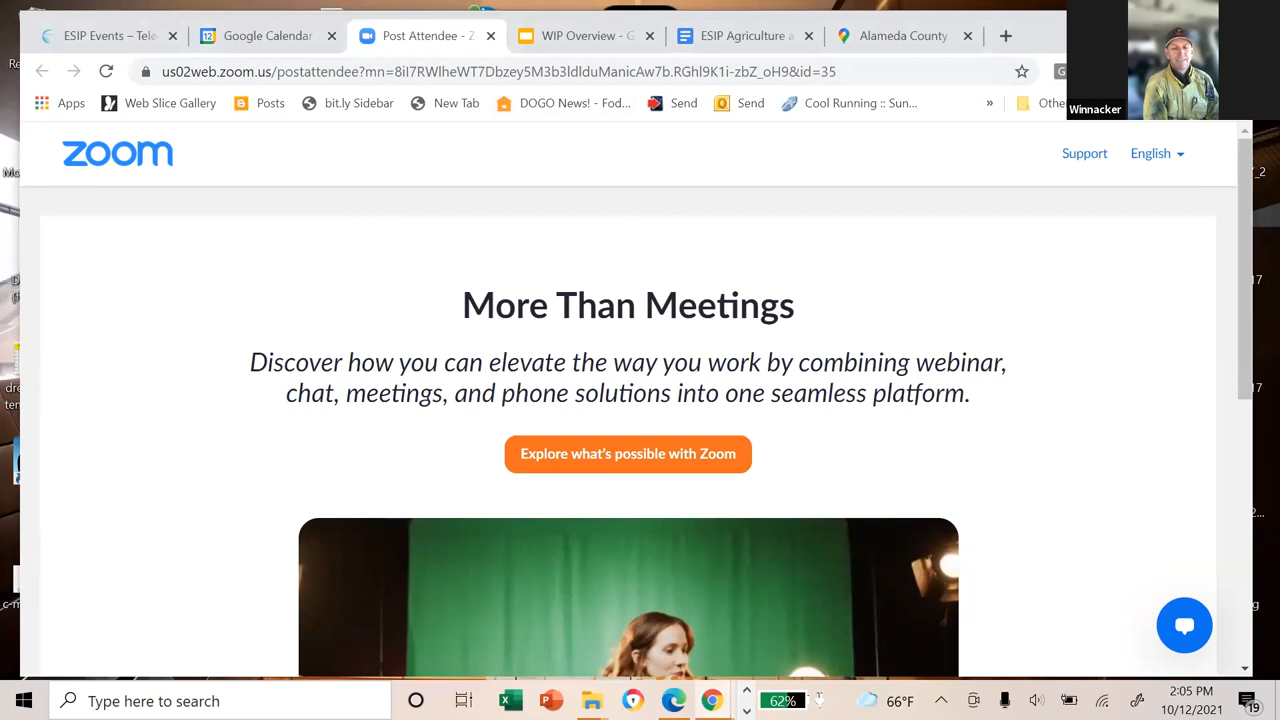 ESIP Events – Tele
Google Calendar
Post Attendee - Z
WIP Overview - G
ESIP Agriculture a
Alameda County
us02web.zoom.us/postattendee?mn=8iI7RWlheWT7Dbzey5M3b3IdlduManicAw7b.RGhl9K1i-zbZ_oH9&id=35
Apps
Web Slice Gallery
Posts
bit.ly Sidebar
New Tab
DOGO News! - Fod...
Send
Send
Cool Running :: Sun...
»
Othe
Winnacker
zoom
Support
English
More Than Meetings
Discover how you can elevate the way you work by combining webinar,
chat, meetings, and phone solutions into one seamless platform.
Explore what's possible with Zoom
Type here to search
62%
66°F
2:05 PM
10/12/2021
19